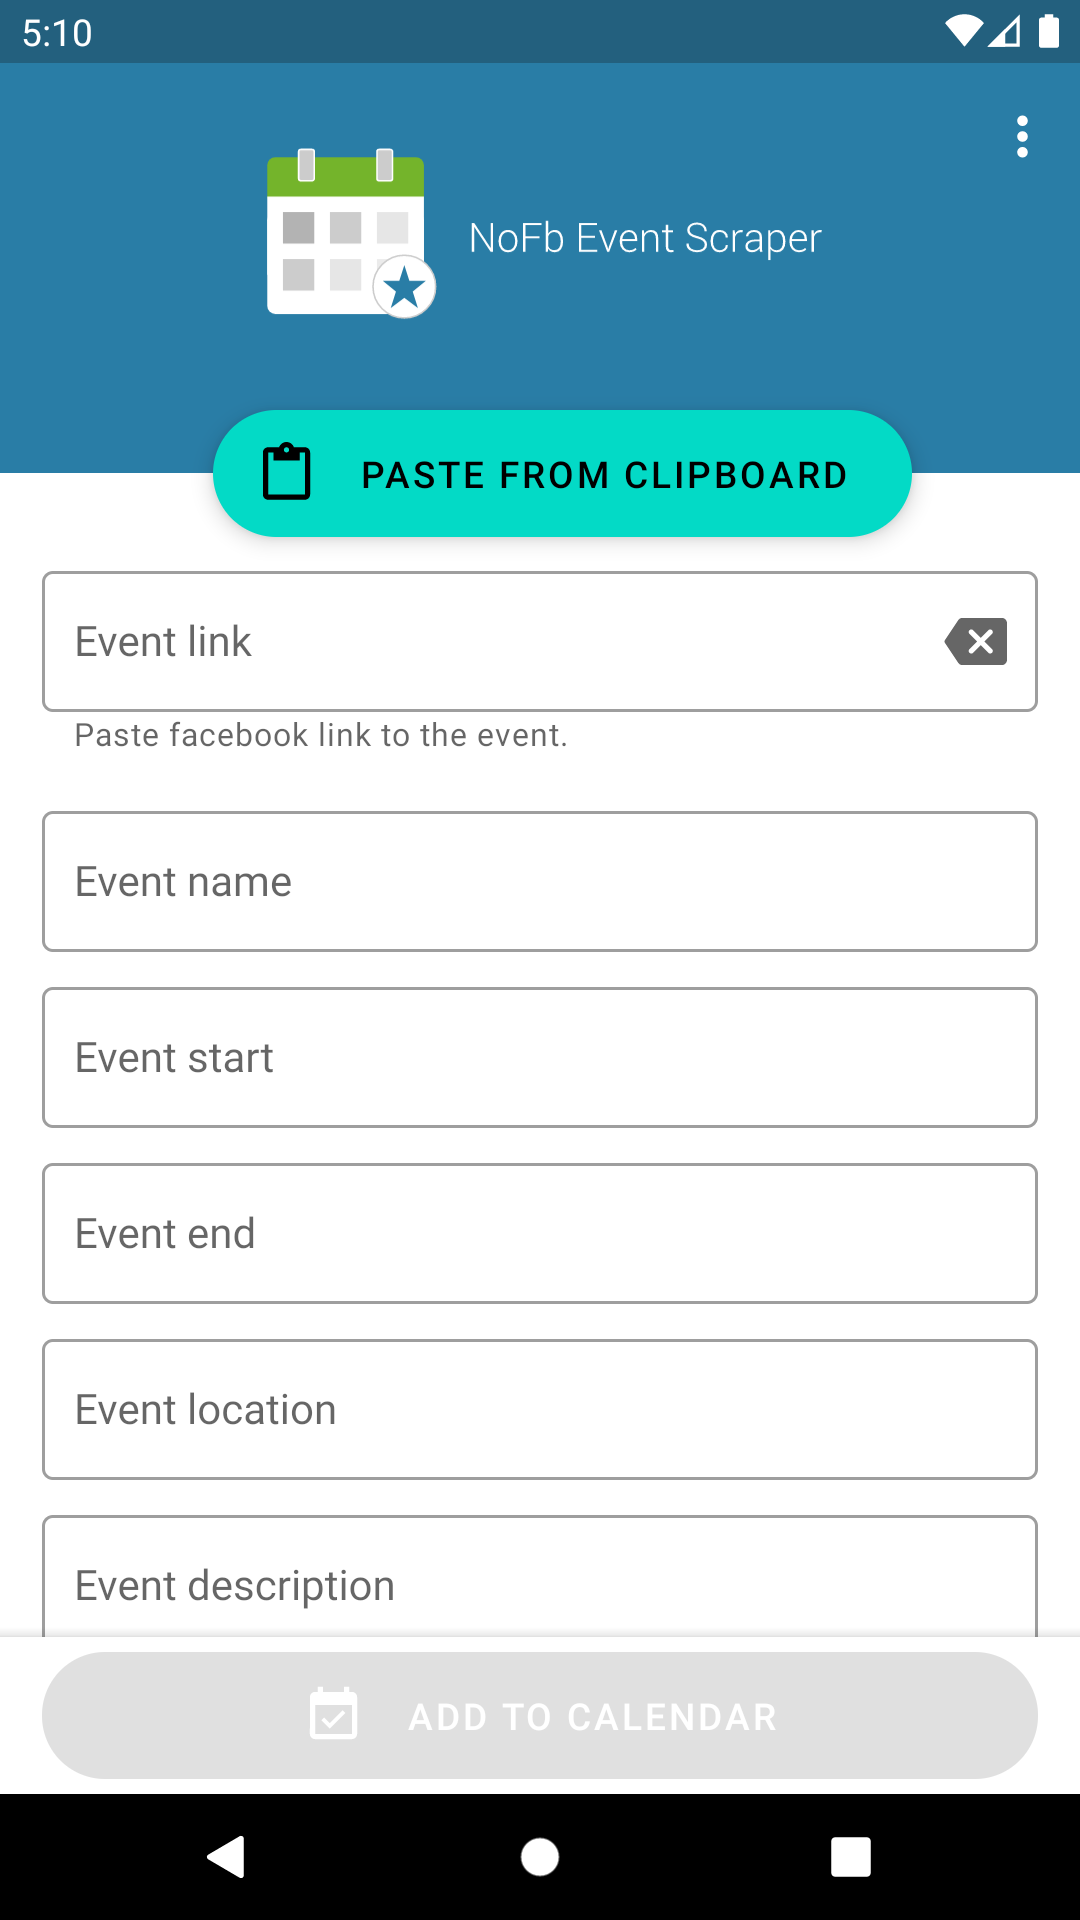 5:10
NoFb Event Scraper
PASTE FROM CLIPBOARD
Event link
Paste facebook link to the event.
Event name
Event start
Event end
Event location
Event description
ADD TO CALENDAR